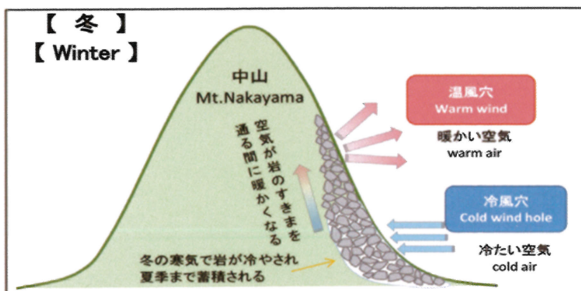 【 冬 】
【 Winter 】
中山
Mt.Nakayama
温風穴
Warm wind
暖かい空気
warm air
空気が岩のすきまを
通る間に暖かくなる
冷風穴
Cold wind hole
冷たい空気
cold air
冬の寒気で岩が冷やされ
夏季まで蓄積される